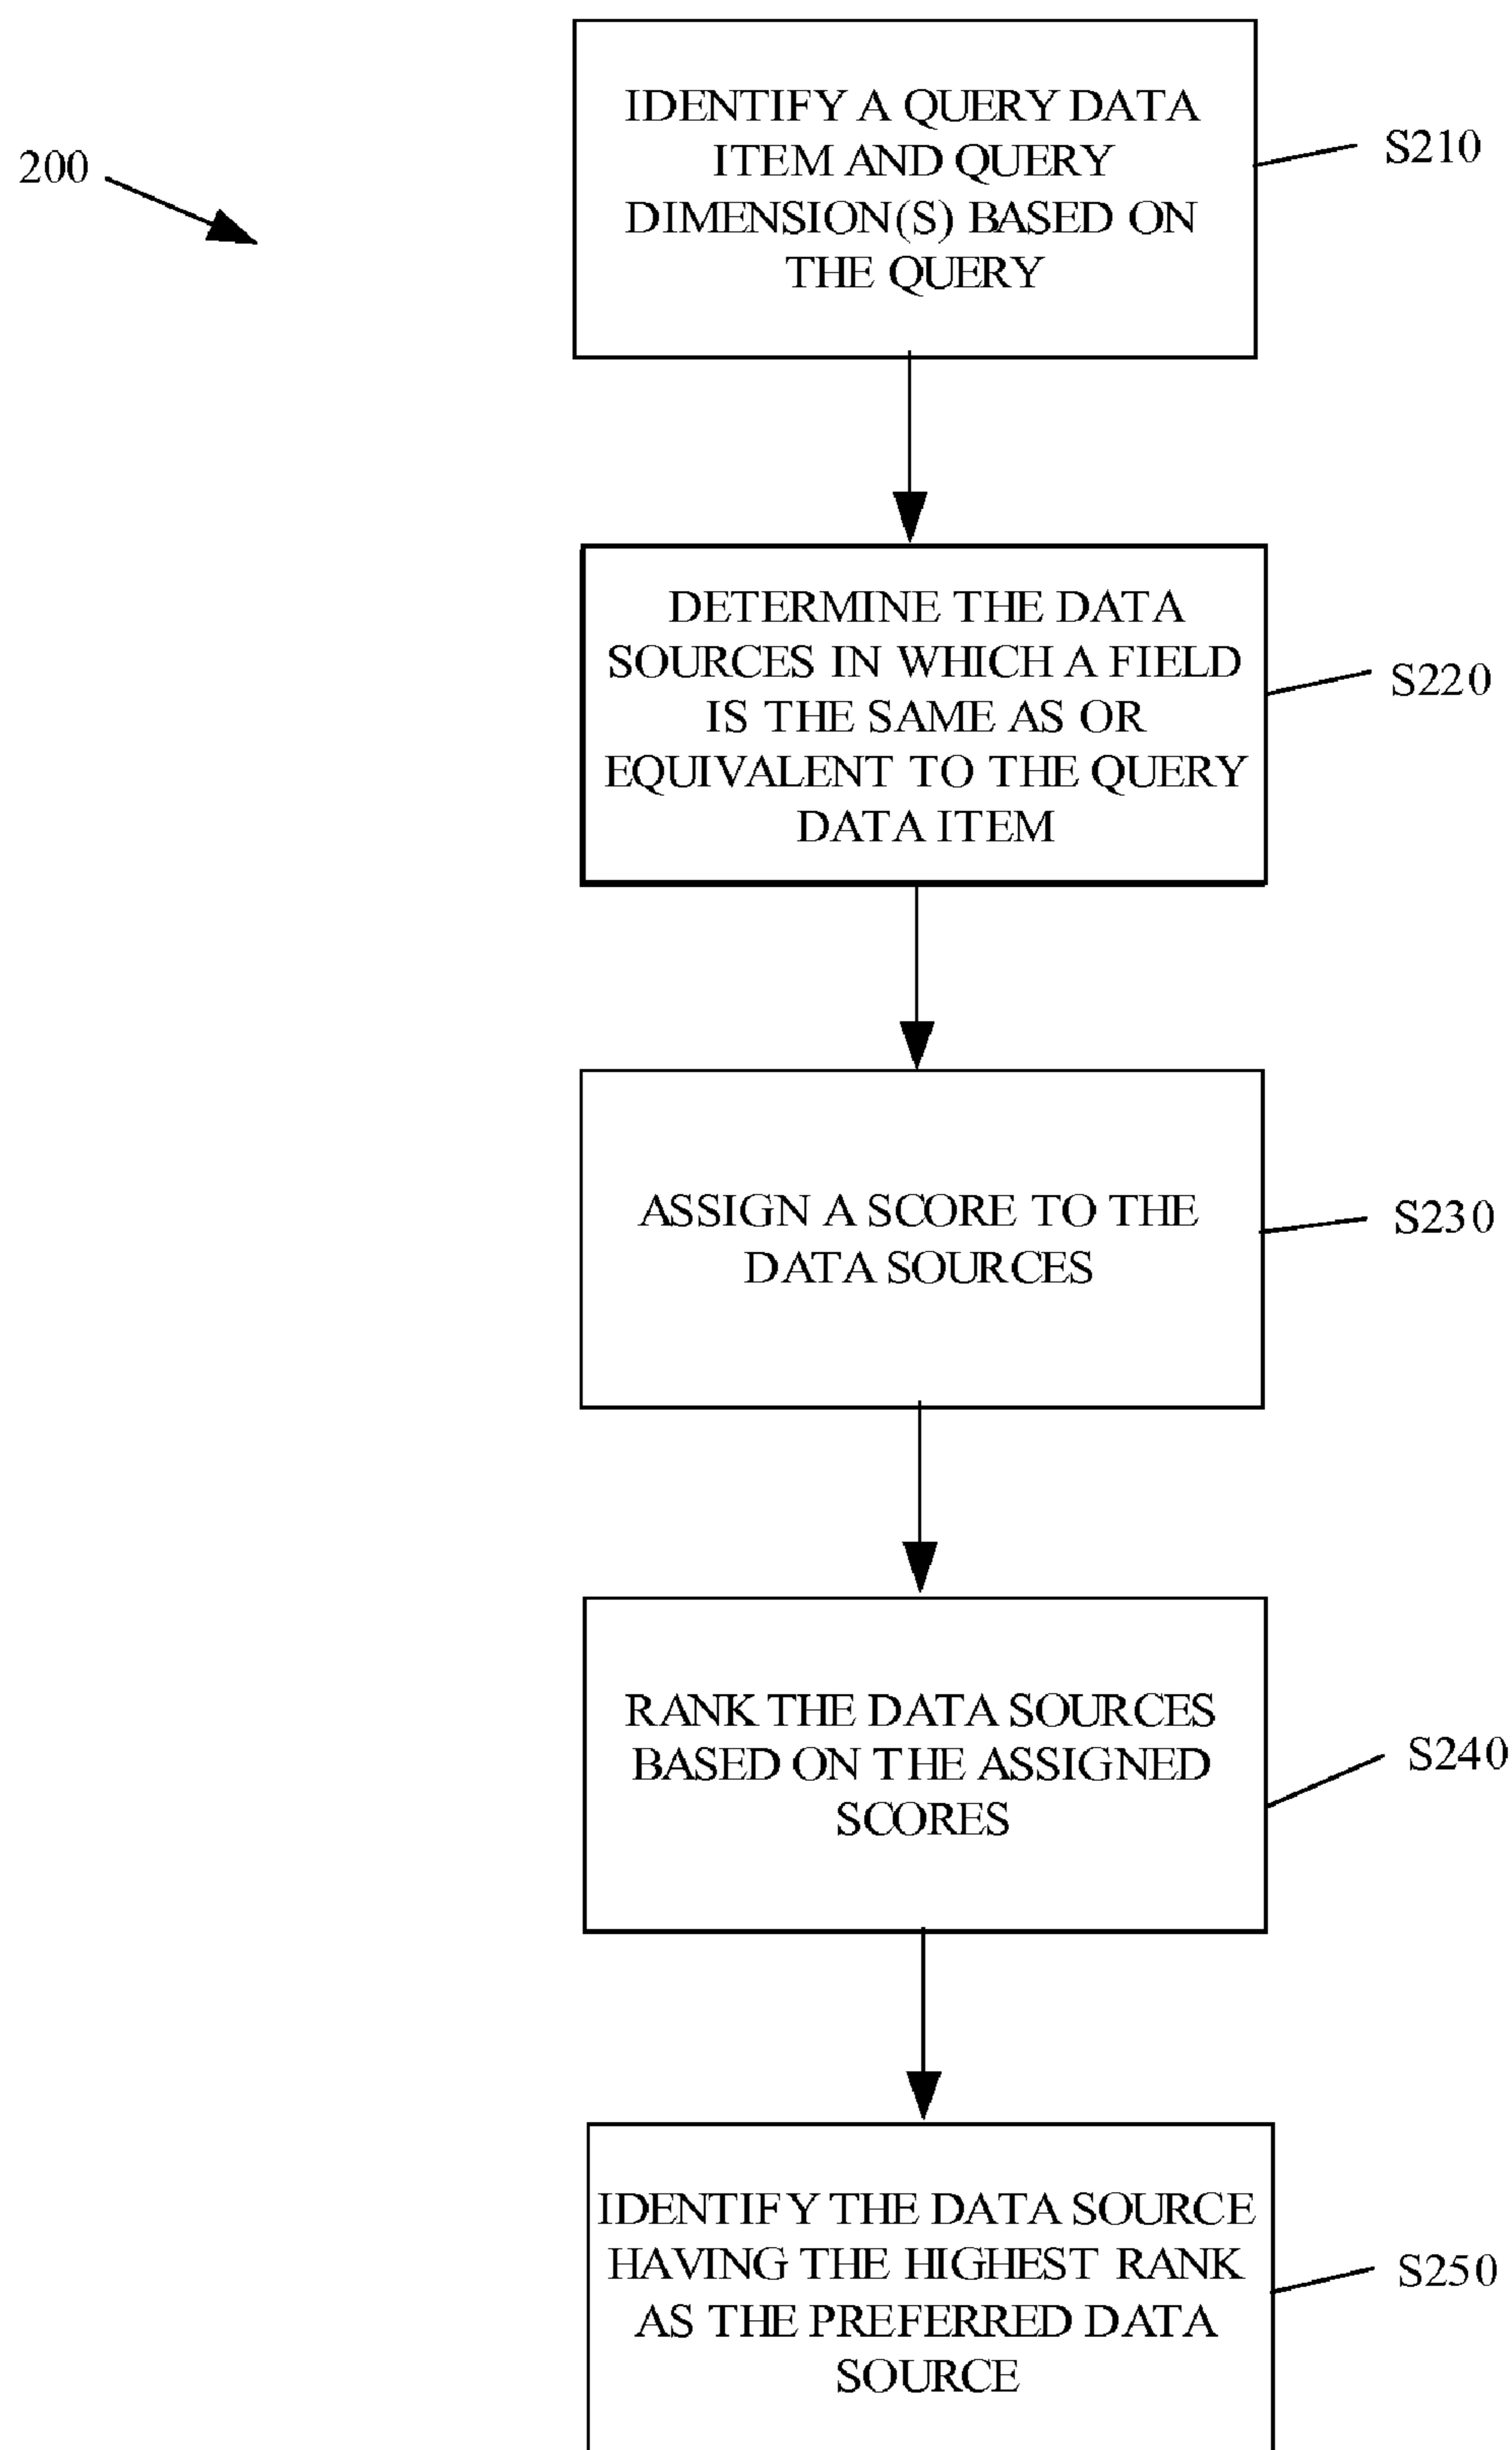 200
IDENTIFY A QUERY DATA
ITEM AND QUERY
DIMENSION(S) BASED ON
THE QUERY
S210
DETERMINE THE DATA
SOURCES IN WHICH A FIELD
IS THE SAME AS OR
EQUIVALENT TO THE QUERY
DATA ITEM
S220
ASSIGN A SCORE TO THE
DATA SOURCES
S230
RANK THE DATA SOURCES
BASED ON THE ASSIGNED
SCORES
S240
IDENTIFY THE DATA SOURCE
HAVING THE HIGHEST RANK
AS THE PREFERRED DATA
SOURCE
S250